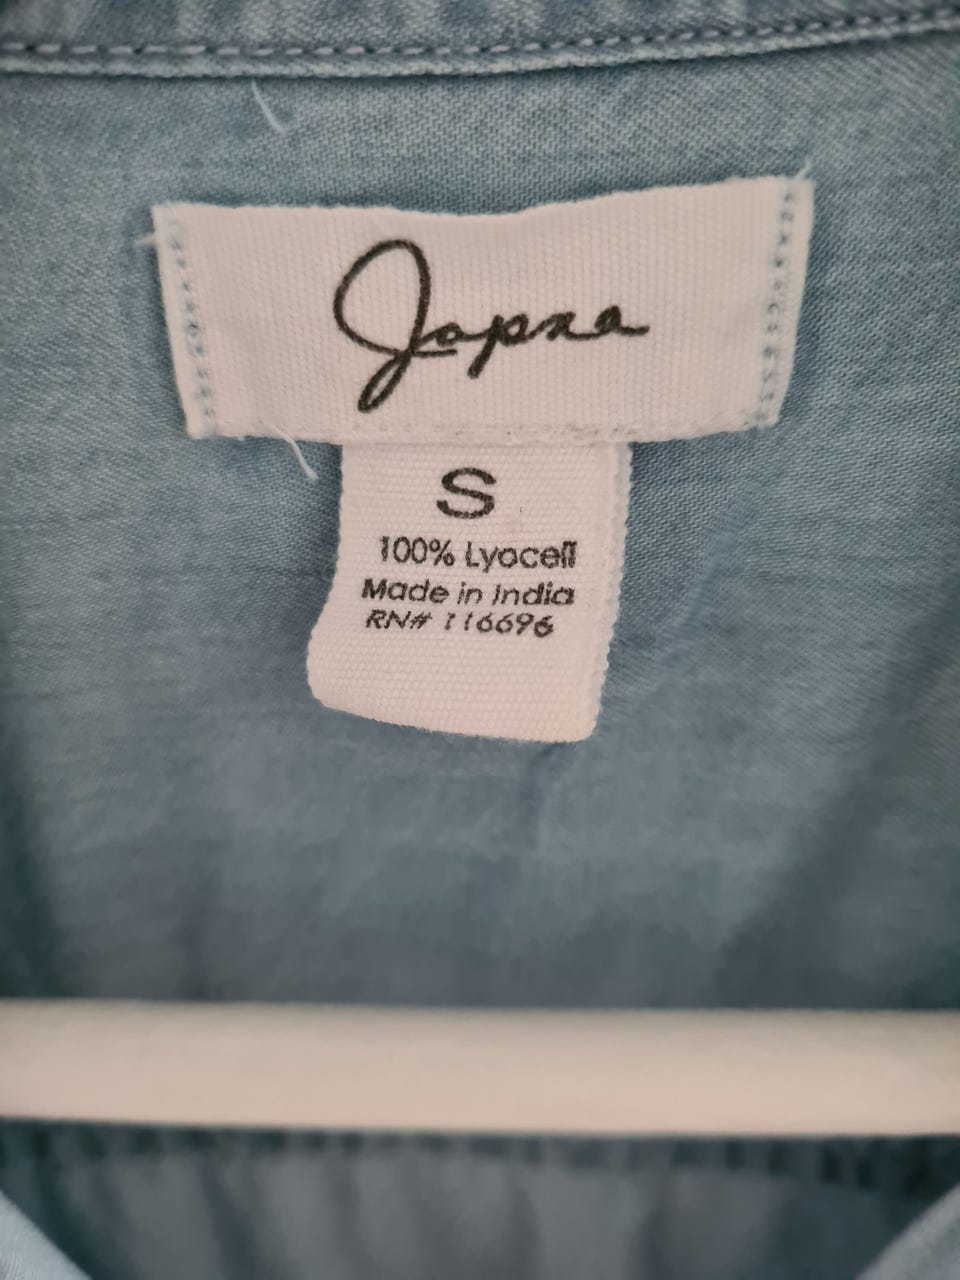 Japna
S
100% Lyocell
Made in India
RN# 116696